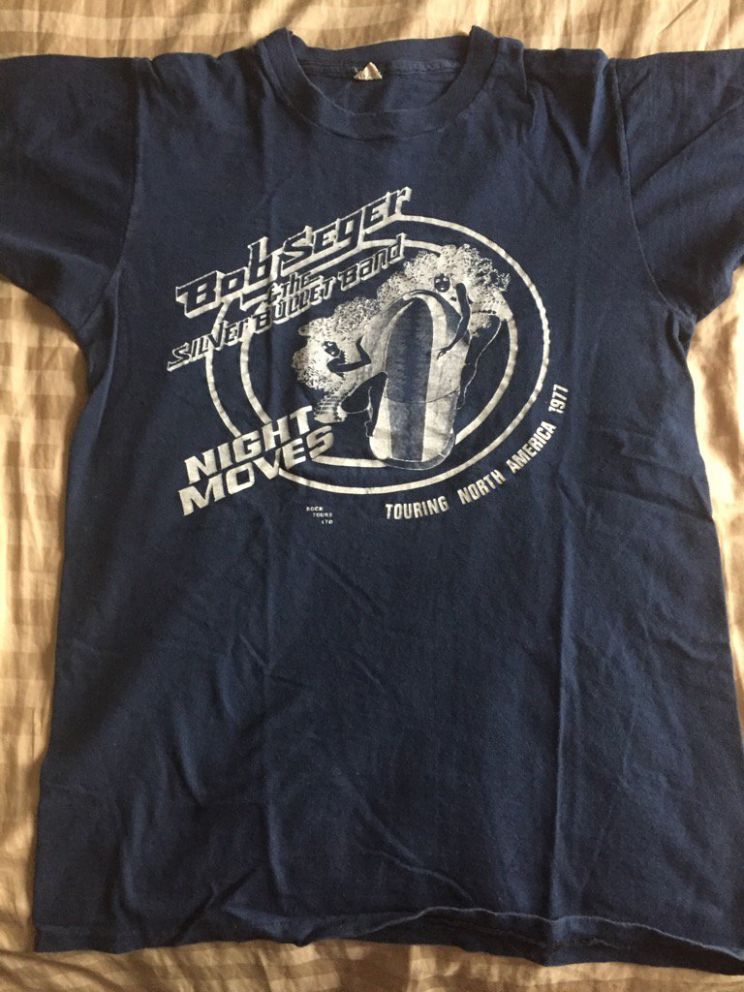 Bob Seger
& the
Silver Bullet Band
NIGHT
MOVES
TOURING NORTH AMERICA 1977
ROCK
TOURS
LTD